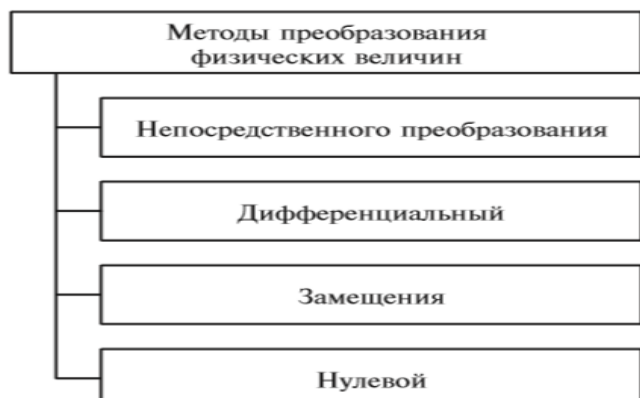 Методы преобразования
физических величин
Непосредственного преобразования
Дифференциальный
Замещения
Нулевой